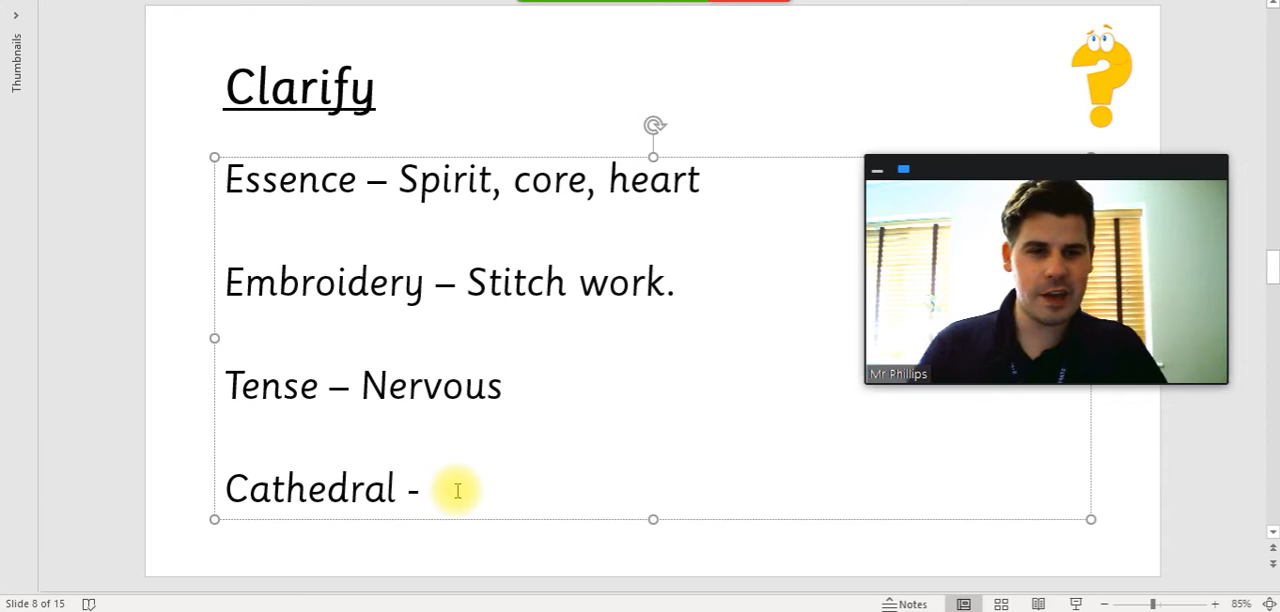 Thumbnails
Clarify
Essence – Spirit, core, heart
Embroidery – Stitch work.
Tense – Nervous
Cathedral -
Mr Phillips
Slide 8 of 15
Notes
85%